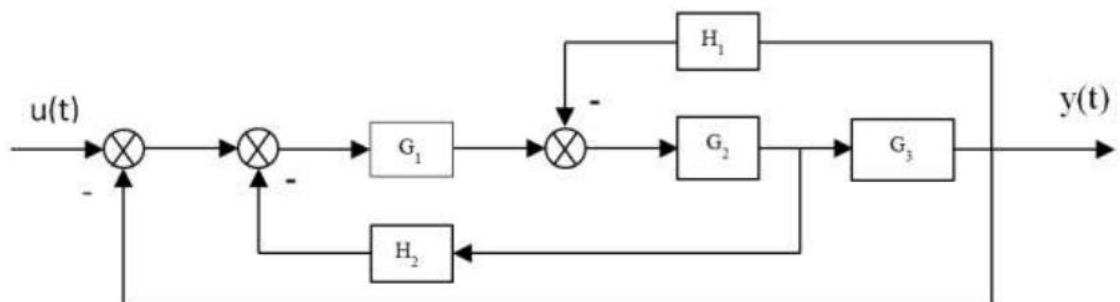 H₁
u(t)
y(t)
-
G₁
G₂
G₃
-
-
H₂